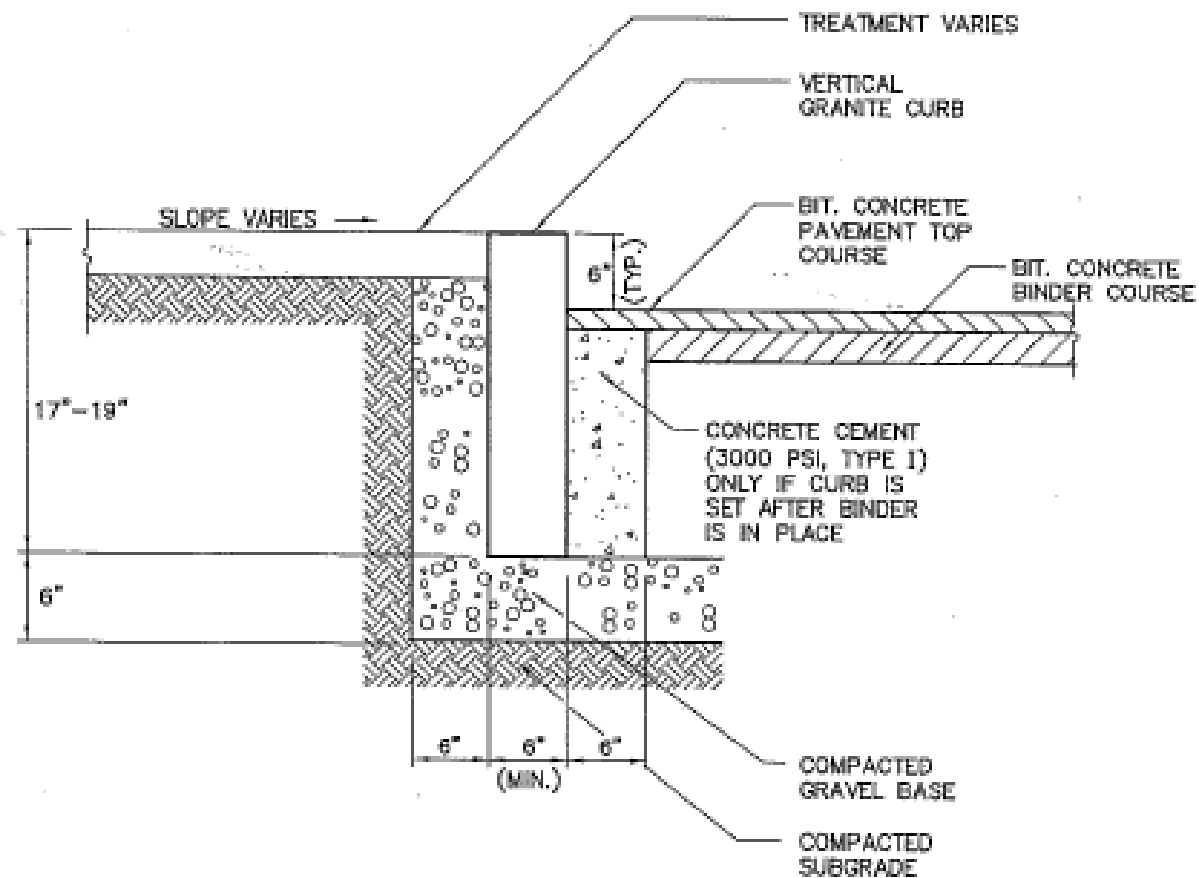 TREATMENT VARIES
VERTICAL
GRANITE CURB
SLOPE VARIES
BIT. CONCRETE
PAVEMENT TOP
COURSE
6"
(TYP.)
BIT. CONCRETE
BINDER COURSE
17"-19"
CONCRETE CEMENT
(3000 PSI, TYPE I)
ONLY IF CURB IS
SET AFTER BINDER
IS IN PLACE
6"
6" 6" 6"
(MIN.)
COMPACTED
GRAVEL BASE
COMPACTED
SUBGRADE